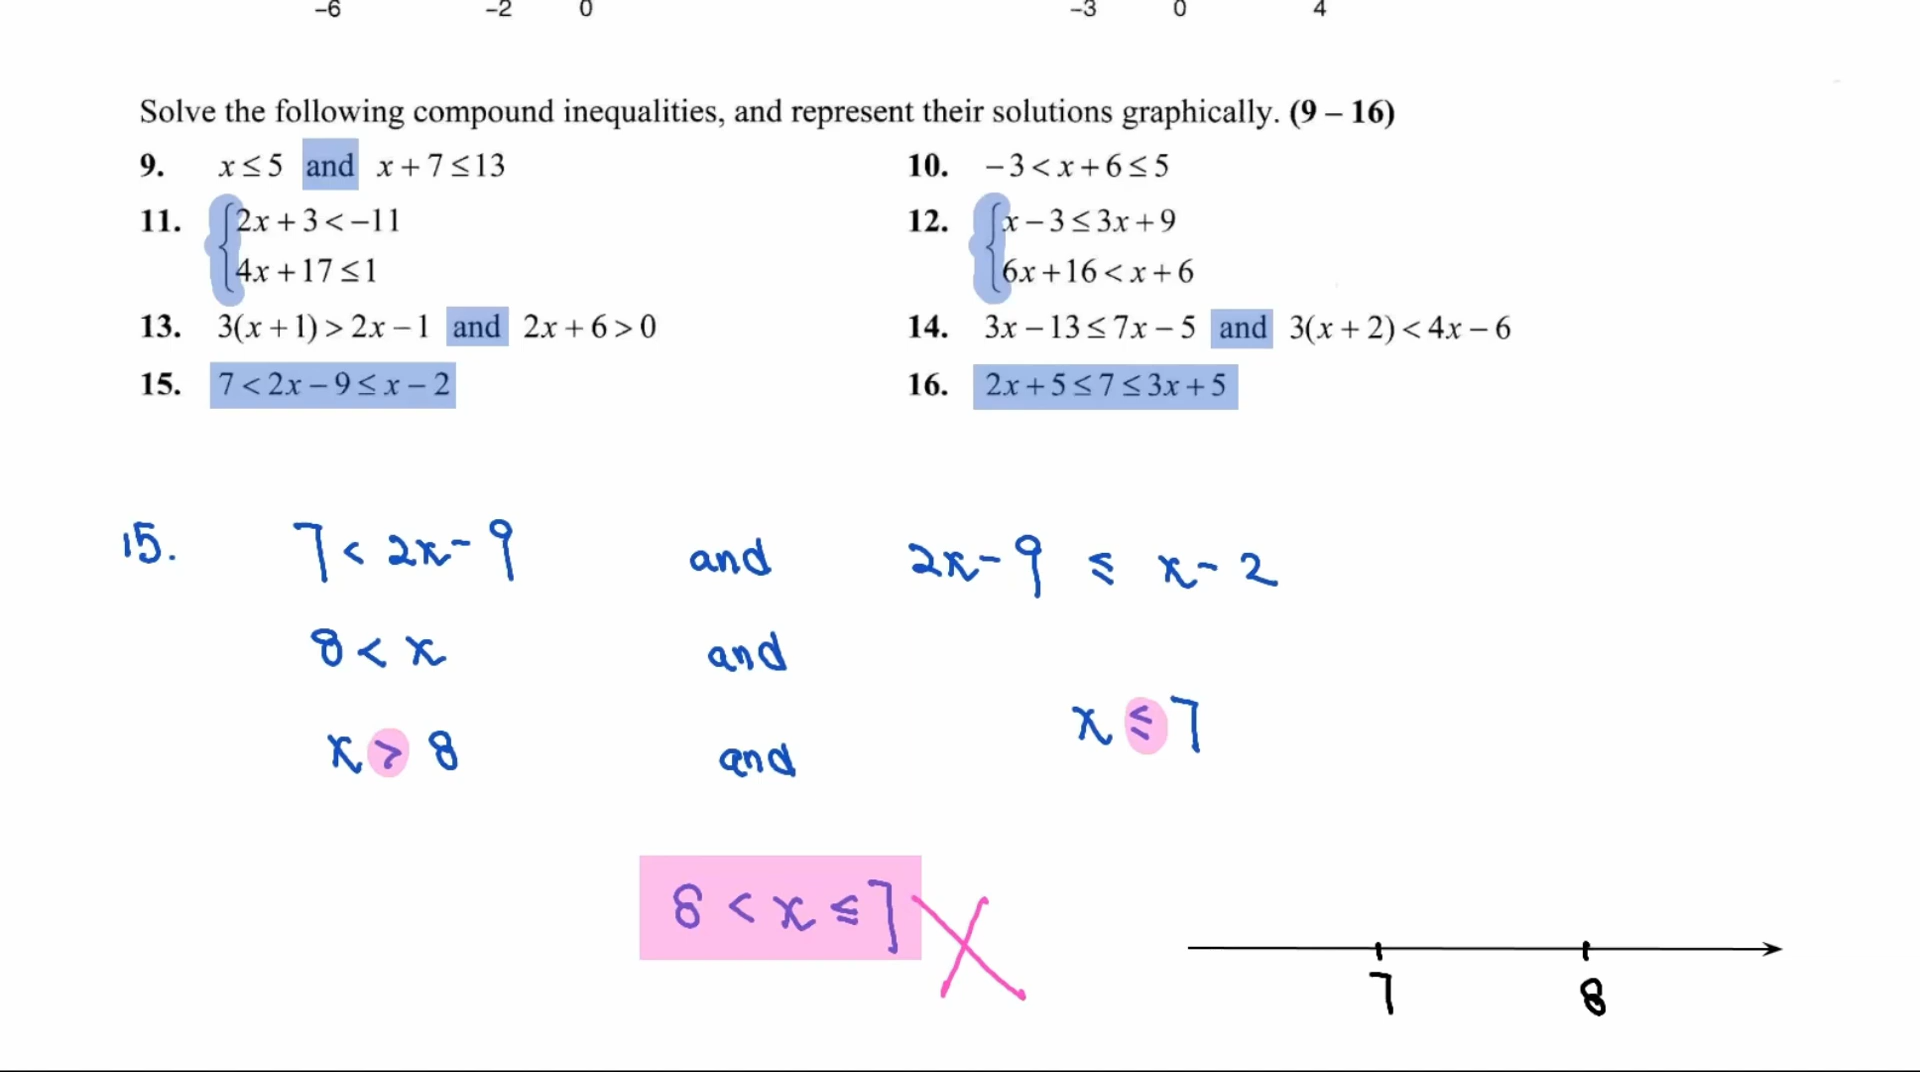 −6 −2 0 −3 0 4
Solve the following compound inequalities, and represent their solutions graphically. (9 – 16)
9. x ≤ 5 and x + 7 ≤ 13
10. −3 < x + 6 ≤ 5
11. { 2x + 3 < −11
4x + 17 ≤ 1
12. { x − 3 ≤ 3x + 9
6x + 16 < x + 6
13. 3(x + 1) > 2x − 1 and 2x + 6 > 0
14. 3x − 13 ≤ 7x − 5 and 3(x + 2) < 4x − 6
15. 7 < 2x − 9 ≤ x − 2
16. 2x + 5 ≤ 7 ≤ 3x + 5
15. 7 < 2x − 9 and 2x − 9 ≤ x − 2
8 < x and
x > 8 and x ≤ 7
8 < x ≤ 7
7 8